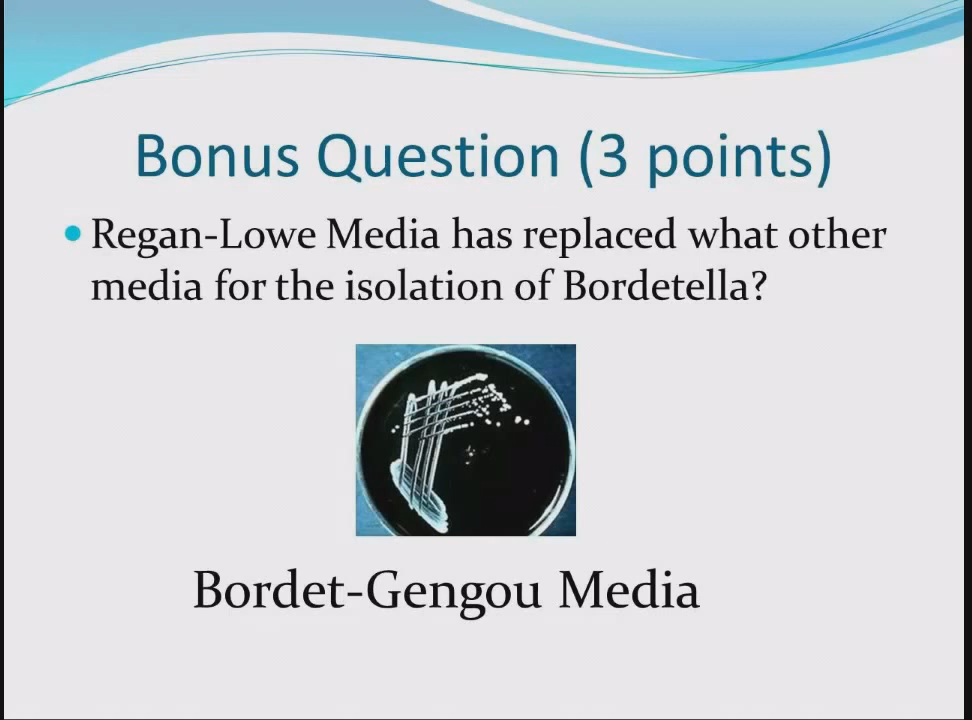 Bonus Question (3 points)
• Regan-Lowe Media has replaced what other
media for the isolation of Bordetella?
Bordet-Gengou Media